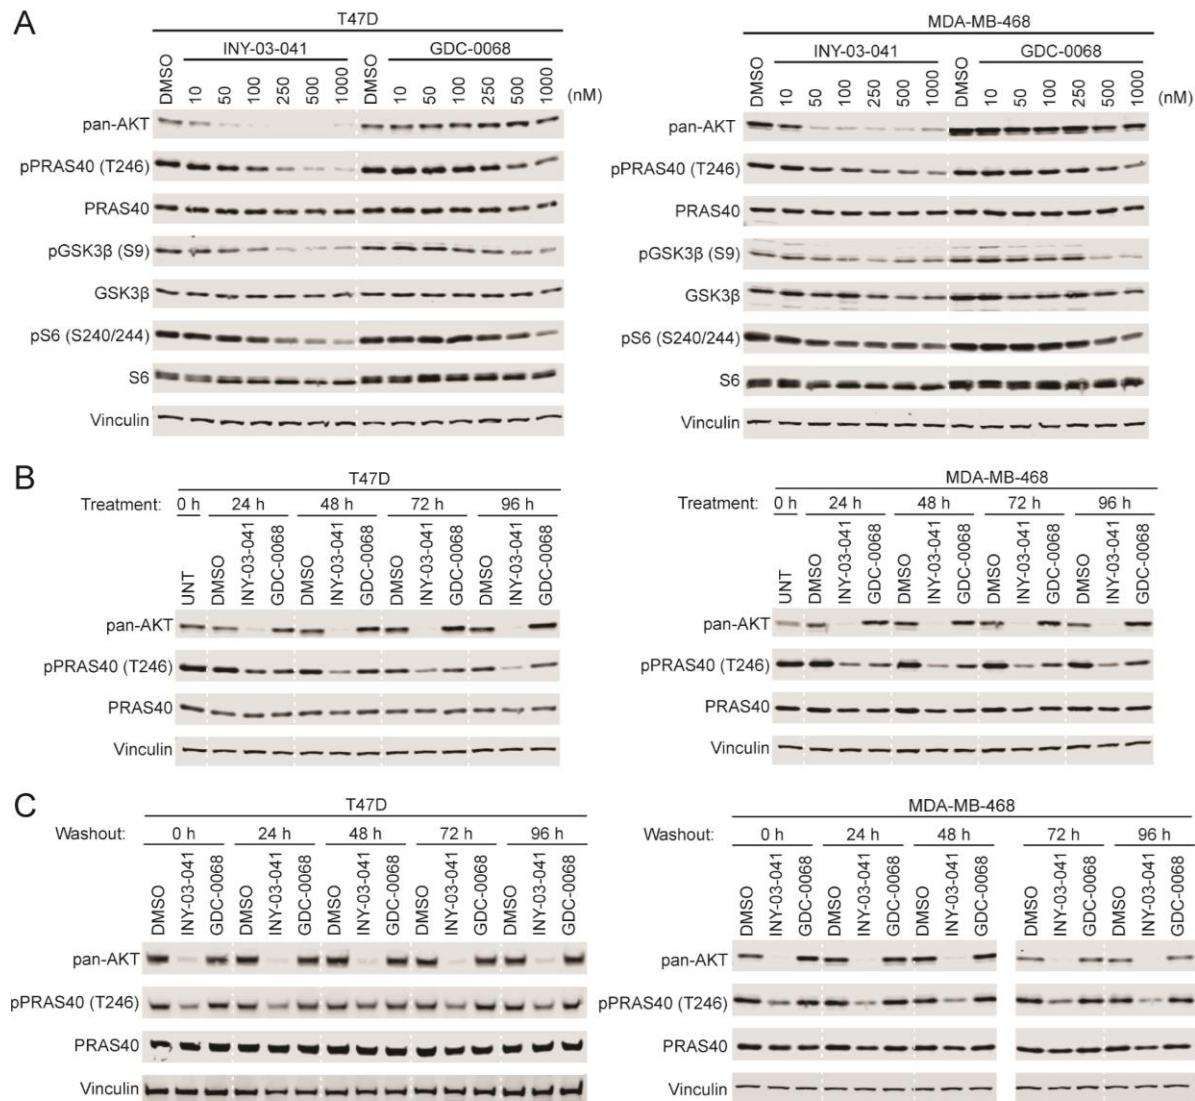 A
T47D
INY-03-041 GDC-0068
DMSO 10 50 100 250 500 1000 DMSO 10 50 100 250 500 1000 (nM)
pan-AKT
pPRAS40 (T246)
PRAS40
pGSK3β (S9)
GSK3β
pS6 (S240/244)
S6
Vinculin
MDA-MB-468
INY-03-041 GDC-0068
DMSO 10 50 100 250 500 1000 DMSO 10 50 100 250 500 1000 (nM)
pan-AKT
pPRAS40 (T246)
PRAS40
pGSK3β (S9)
GSK3β
pS6 (S240/244)
S6
Vinculin
B
T47D
Treatment: 0 h 24 h 48 h 72 h 96 h
UNT DMSO INY-03-041 GDC-0068 DMSO INY-03-041 GDC-0068 DMSO INY-03-041 GDC-0068 DMSO INY-03-041 GDC-0068
pan-AKT
pPRAS40 (T246)
PRAS40
Vinculin
MDA-MB-468
Treatment: 0 h 24 h 48 h 72 h 96 h
UNT DMSO INY-03-041 GDC-0068 DMSO INY-03-041 GDC-0068 DMSO INY-03-041 GDC-0068 DMSO INY-03-041 GDC-0068
pan-AKT
pPRAS40 (T246)
PRAS40
Vinculin
C
T47D
Washout: 0 h 24 h 48 h 72 h 96 h
DMSO INY-03-041 GDC-0068 DMSO INY-03-041 GDC-0068 DMSO INY-03-041 GDC-0068 DMSO INY-03-041 GDC-0068 DMSO INY-03-041 GDC-0068
pan-AKT
pPRAS40 (T246)
PRAS40
Vinculin
MDA-MB-468
Washout: 0 h 24 h 48 h 72 h 96 h
DMSO INY-03-041 GDC-0068 DMSO INY-03-041 GDC-0068 DMSO INY-03-041 GDC-0068 DMSO INY-03-041 GDC-0068 DMSO INY-03-041 GDC-0068
pan-AKT
pPRAS40 (T246)
PRAS40
Vinculin